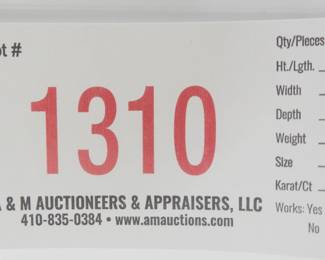 ot #
1310
A & M AUCTIONEERS & APPRAISERS, LLC
410-835-0384 • www.amauctions.com
Qty/Pieces
Ht./Lgth.
Width
Depth
Weight
Size
Karat/Ct
Works: Yes
No